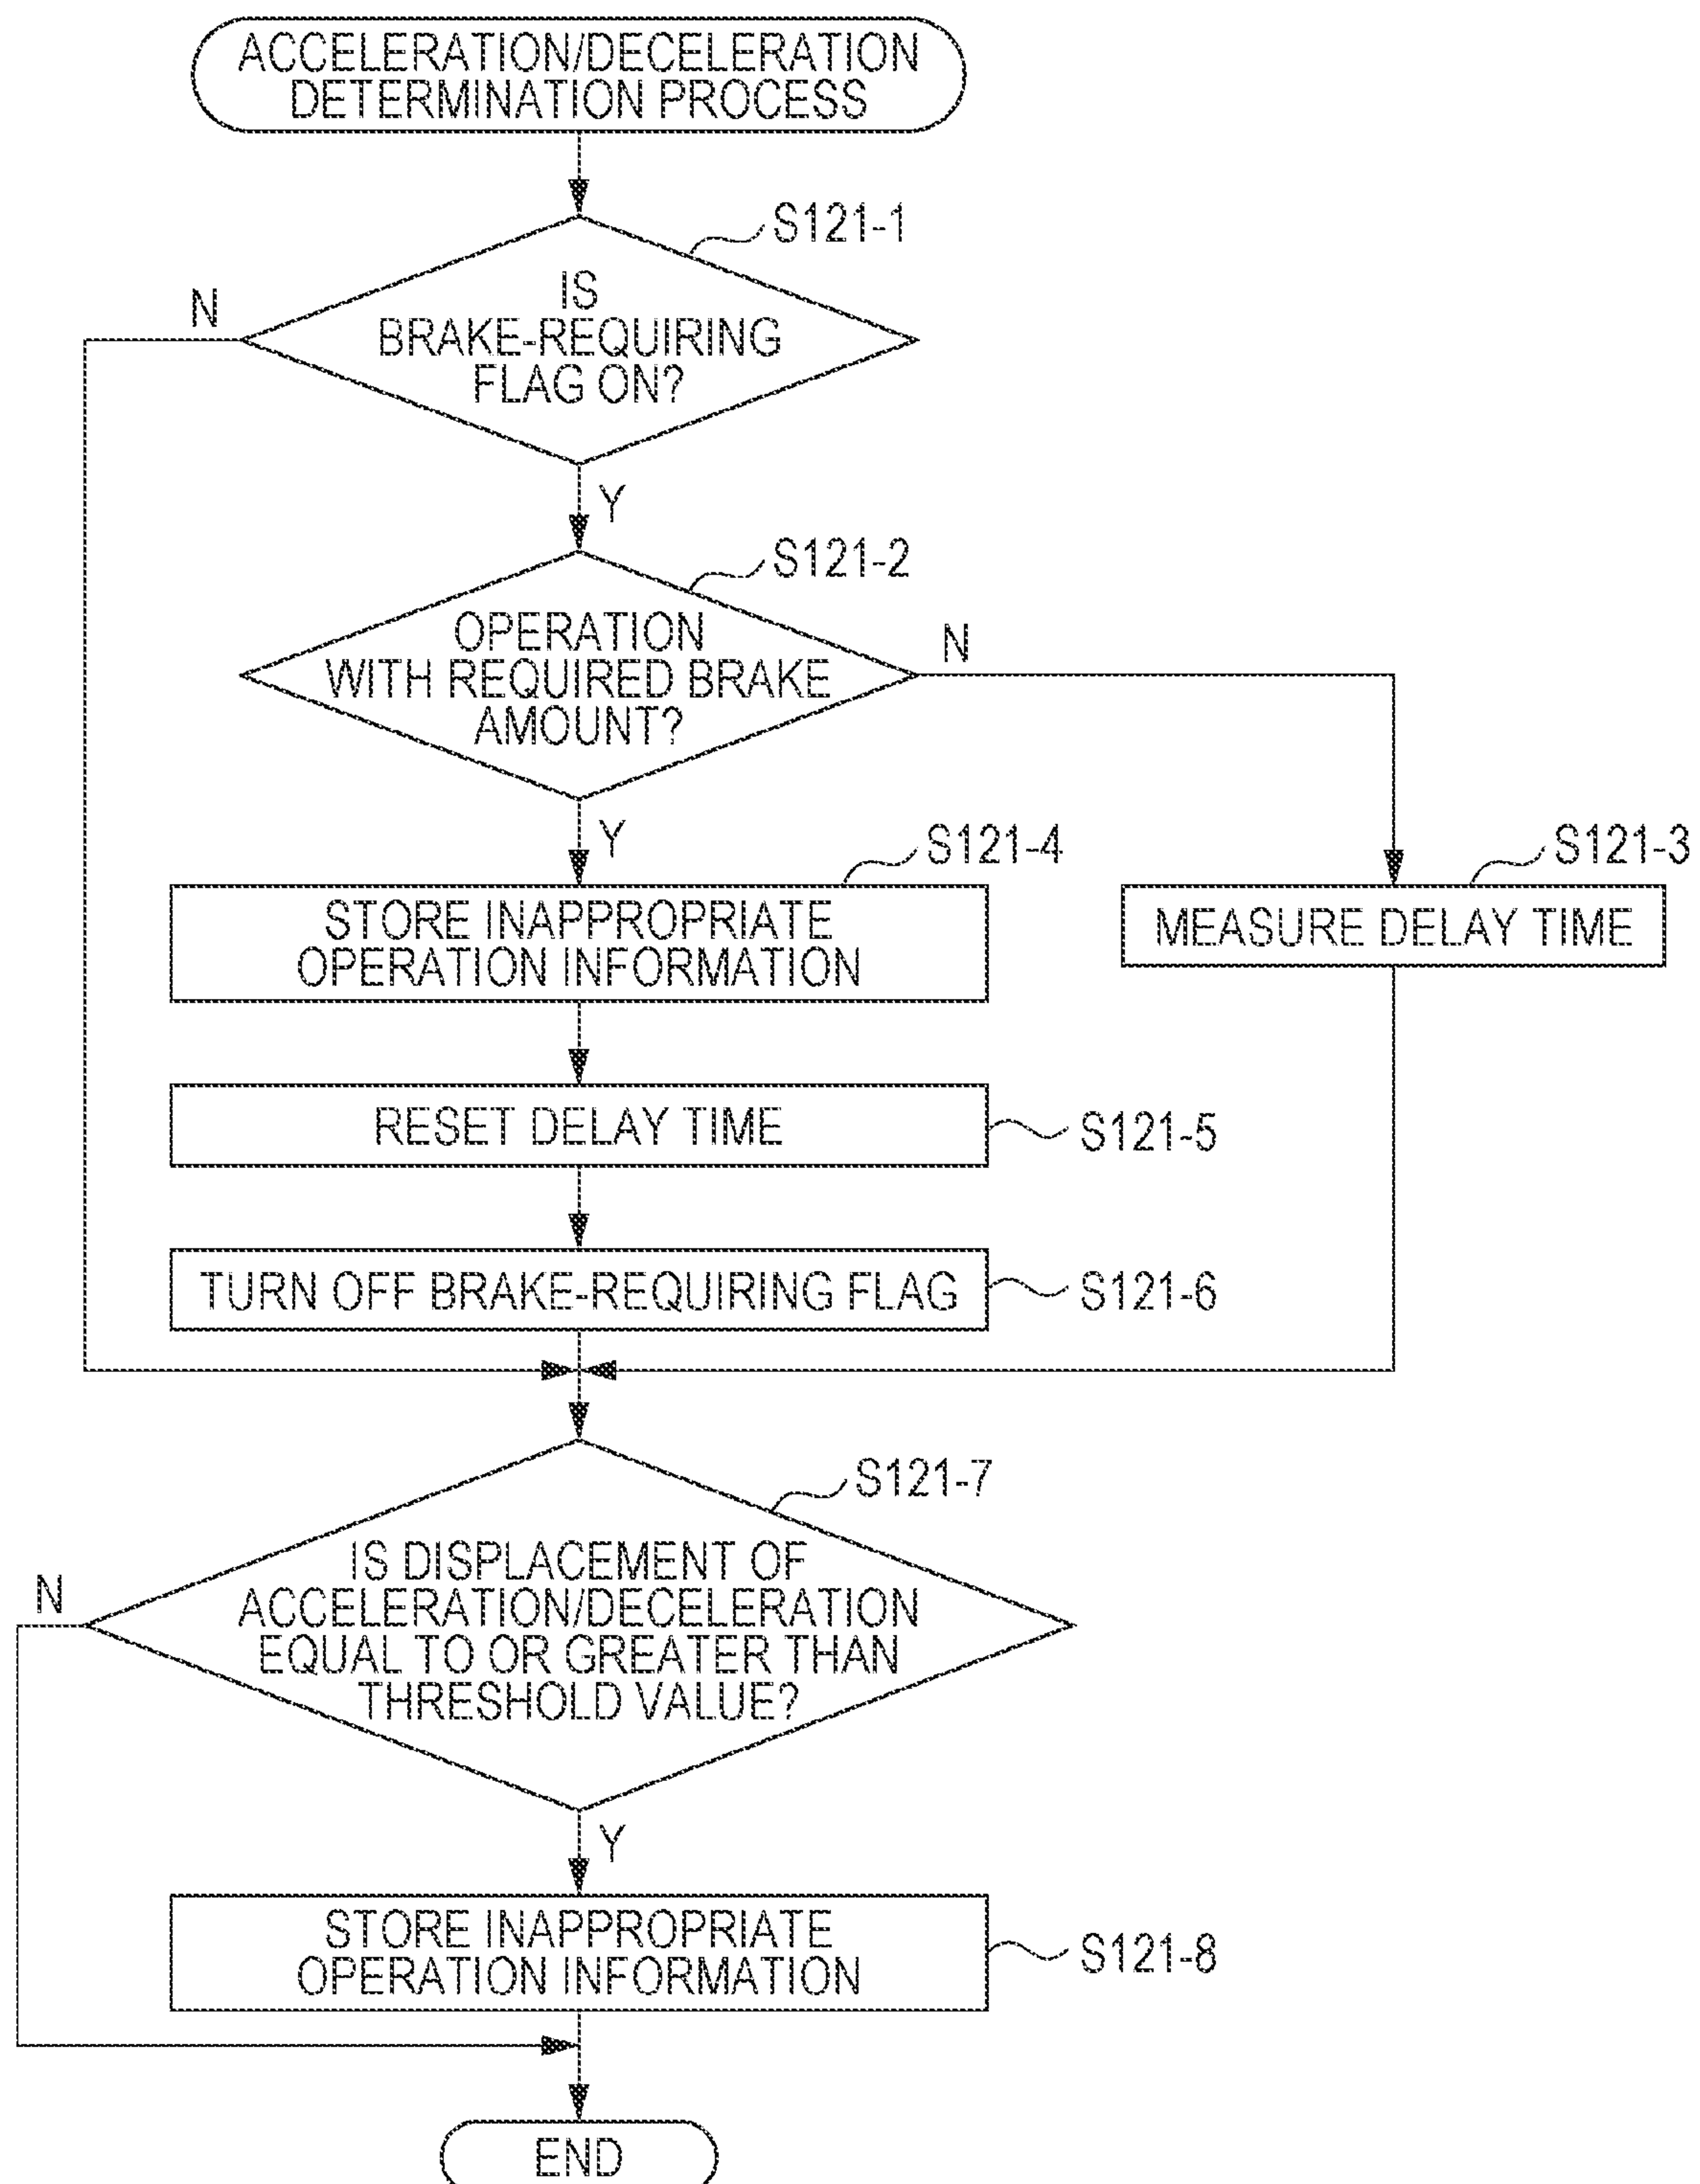 ACCELERATION/DECELERATION
DETERMINATION PROCESS
S121-1
IS
BRAKE-REQUIRING
FLAG ON?
N
Y
S121-2
OPERATION
WITH REQUIRED BRAKE
AMOUNT?
N
Y
S121-4
STORE INAPPROPRIATE
OPERATION INFORMATION
S121-3
MEASURE DELAY TIME
RESET DELAY TIME
S121-5
TURN OFF BRAKE-REQUIRING FLAG
S121-6
S121-7
IS DISPLACEMENT OF
ACCELERATION/DECELERATION
EQUAL TO OR GREATER THAN
THRESHOLD VALUE?
N
Y
STORE INAPPROPRIATE
OPERATION INFORMATION
S121-8
END